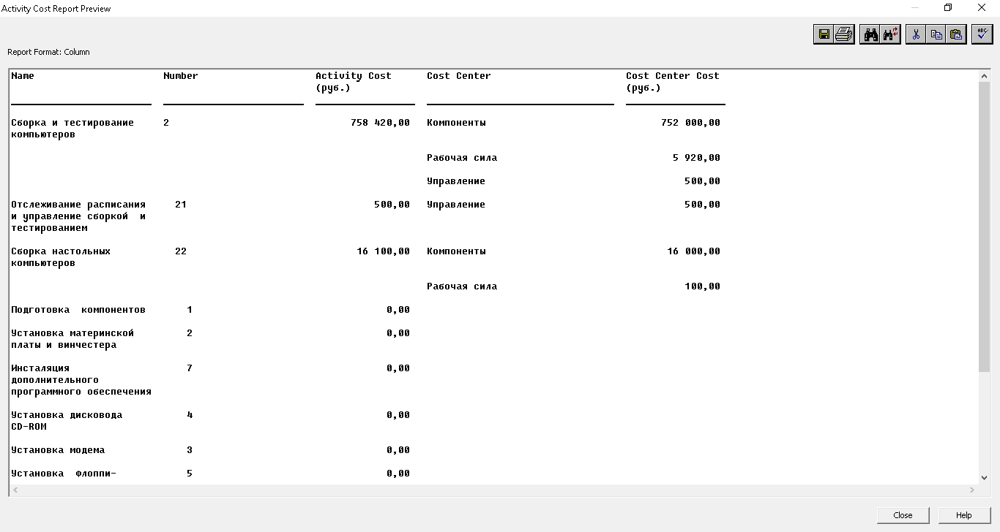 Activity Cost Report Preview
ABC
Report Format: Column
Name Number Activity Cost Cost Center Cost Center Cost
(руб.) (руб.)
Сборка и тестирование 2 758 420,00 Компоненты 752 000,00
компьютеров
Рабочая сила 5 920,00
Управление 500,00
Отслеживание расписания 21 500,00 Управление 500,00
и управление сборкой и
тестированием
Сборка настольных 22 16 100,00 Компоненты 16 000,00
компьютеров
Рабочая сила 100,00
Подготовка компонентов 1 0,00
Установка материнской 2 0,00
платы и винчестера
Инсталяция 7 0,00
дополнительного
программного обеспечения
Установка дисковода 4 0,00
CD-ROM
Установка модема 3 0,00
Установка флоппи- 5 0,00
Close Help